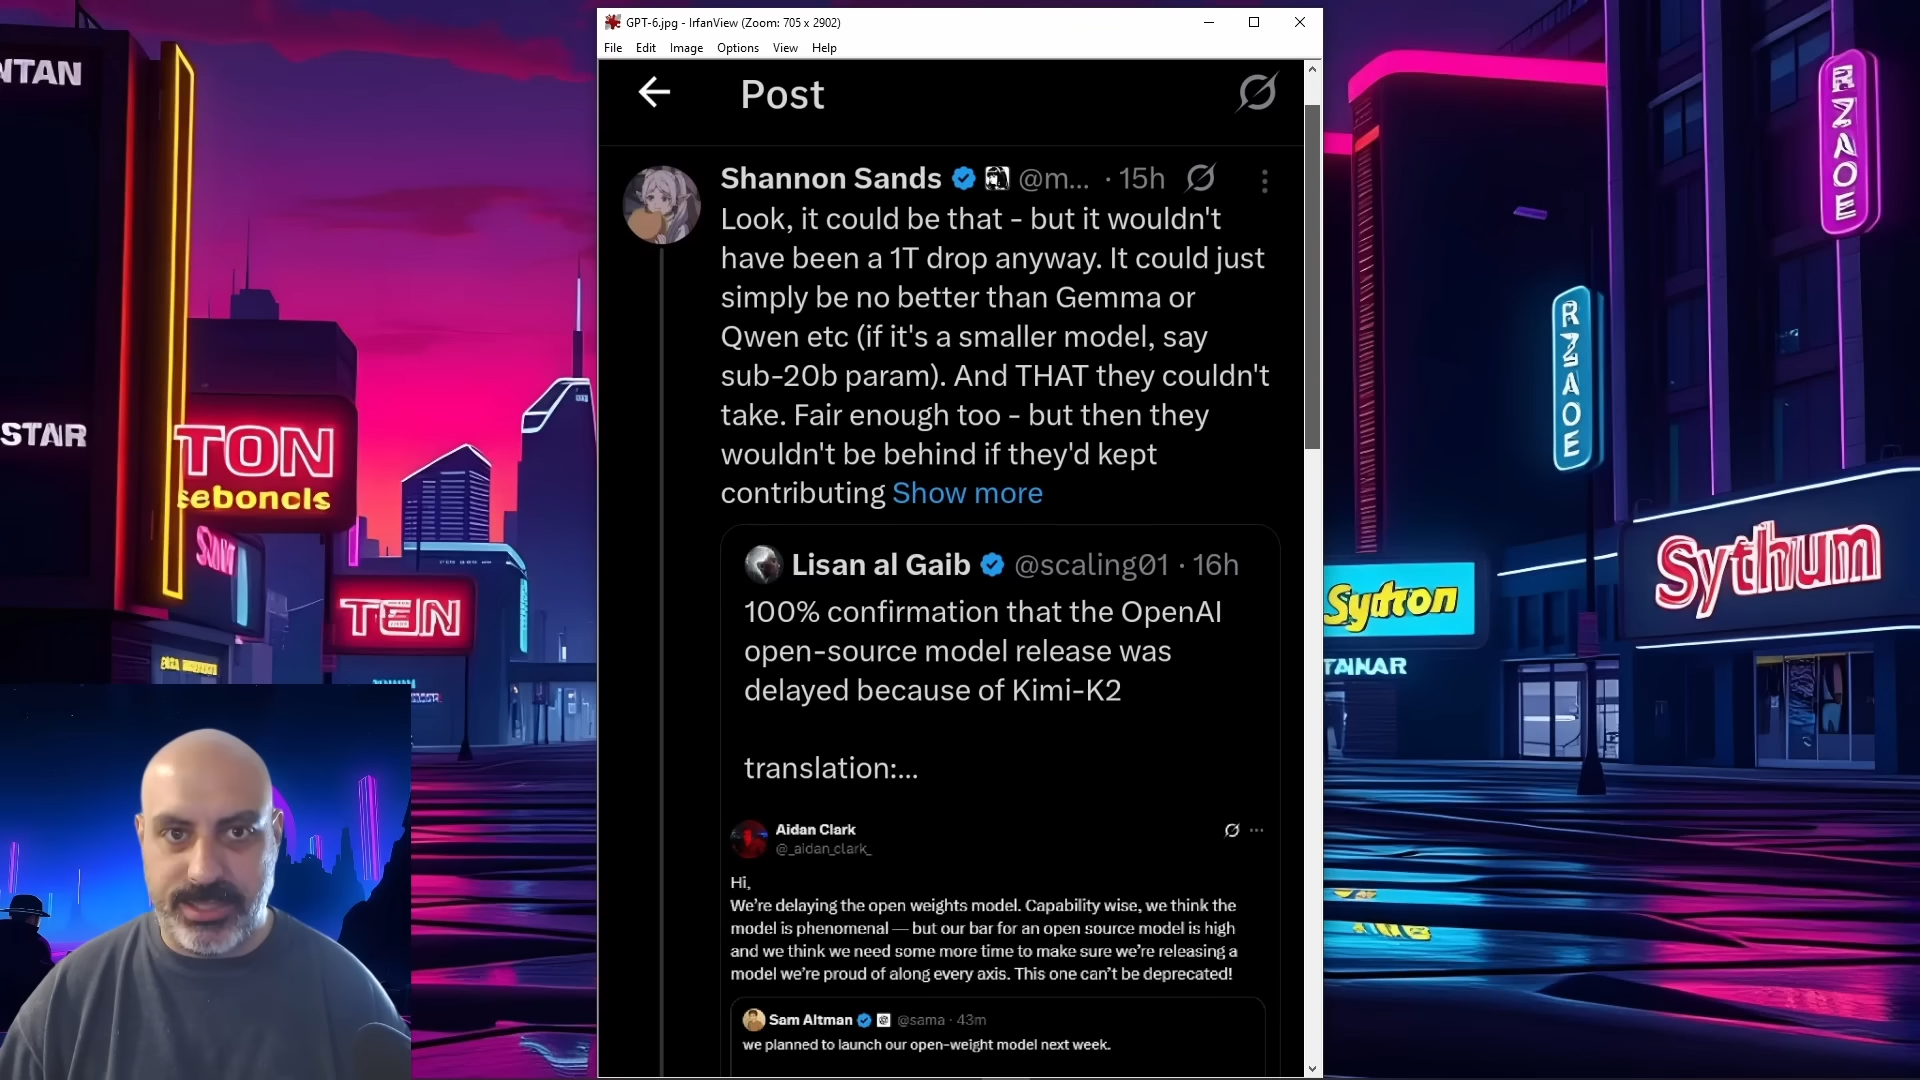 GPT-6.jpg - IrfanView (Zoom: 705 x 2902)
File Edit Image Options View Help
Post
Shannon Sands @m... · 15h
Look, it could be that - but it wouldn't
have been a 1T drop anyway. It could just
simply be no better than Gemma or
Qwen etc (if it's a smaller model, say
sub-20b param). And THAT they couldn't
take. Fair enough too - but then they
wouldn't be behind if they'd kept
contributing Show more
Lisan al Gaib @scaling01 · 16h
100% confirmation that the OpenAI
open-source model release was
delayed because of Kimi-K2
translation:...
Aidan Clark
@_aidan_clark_
Hi,
We're delaying the open weights model. Capability wise, we think the
model is phenomenal — but our bar for an open source model is high
and we think we need some more time to make sure we're releasing a
model we're proud of along every axis. This one can't be deprecated!
Sam Altman @sama · 43m
we planned to launch our open-weight model next week.
NTAN
STAR
TON
seboncls
TEN
RZAOE
RZAOE
Sytron
Sythum
TANAR